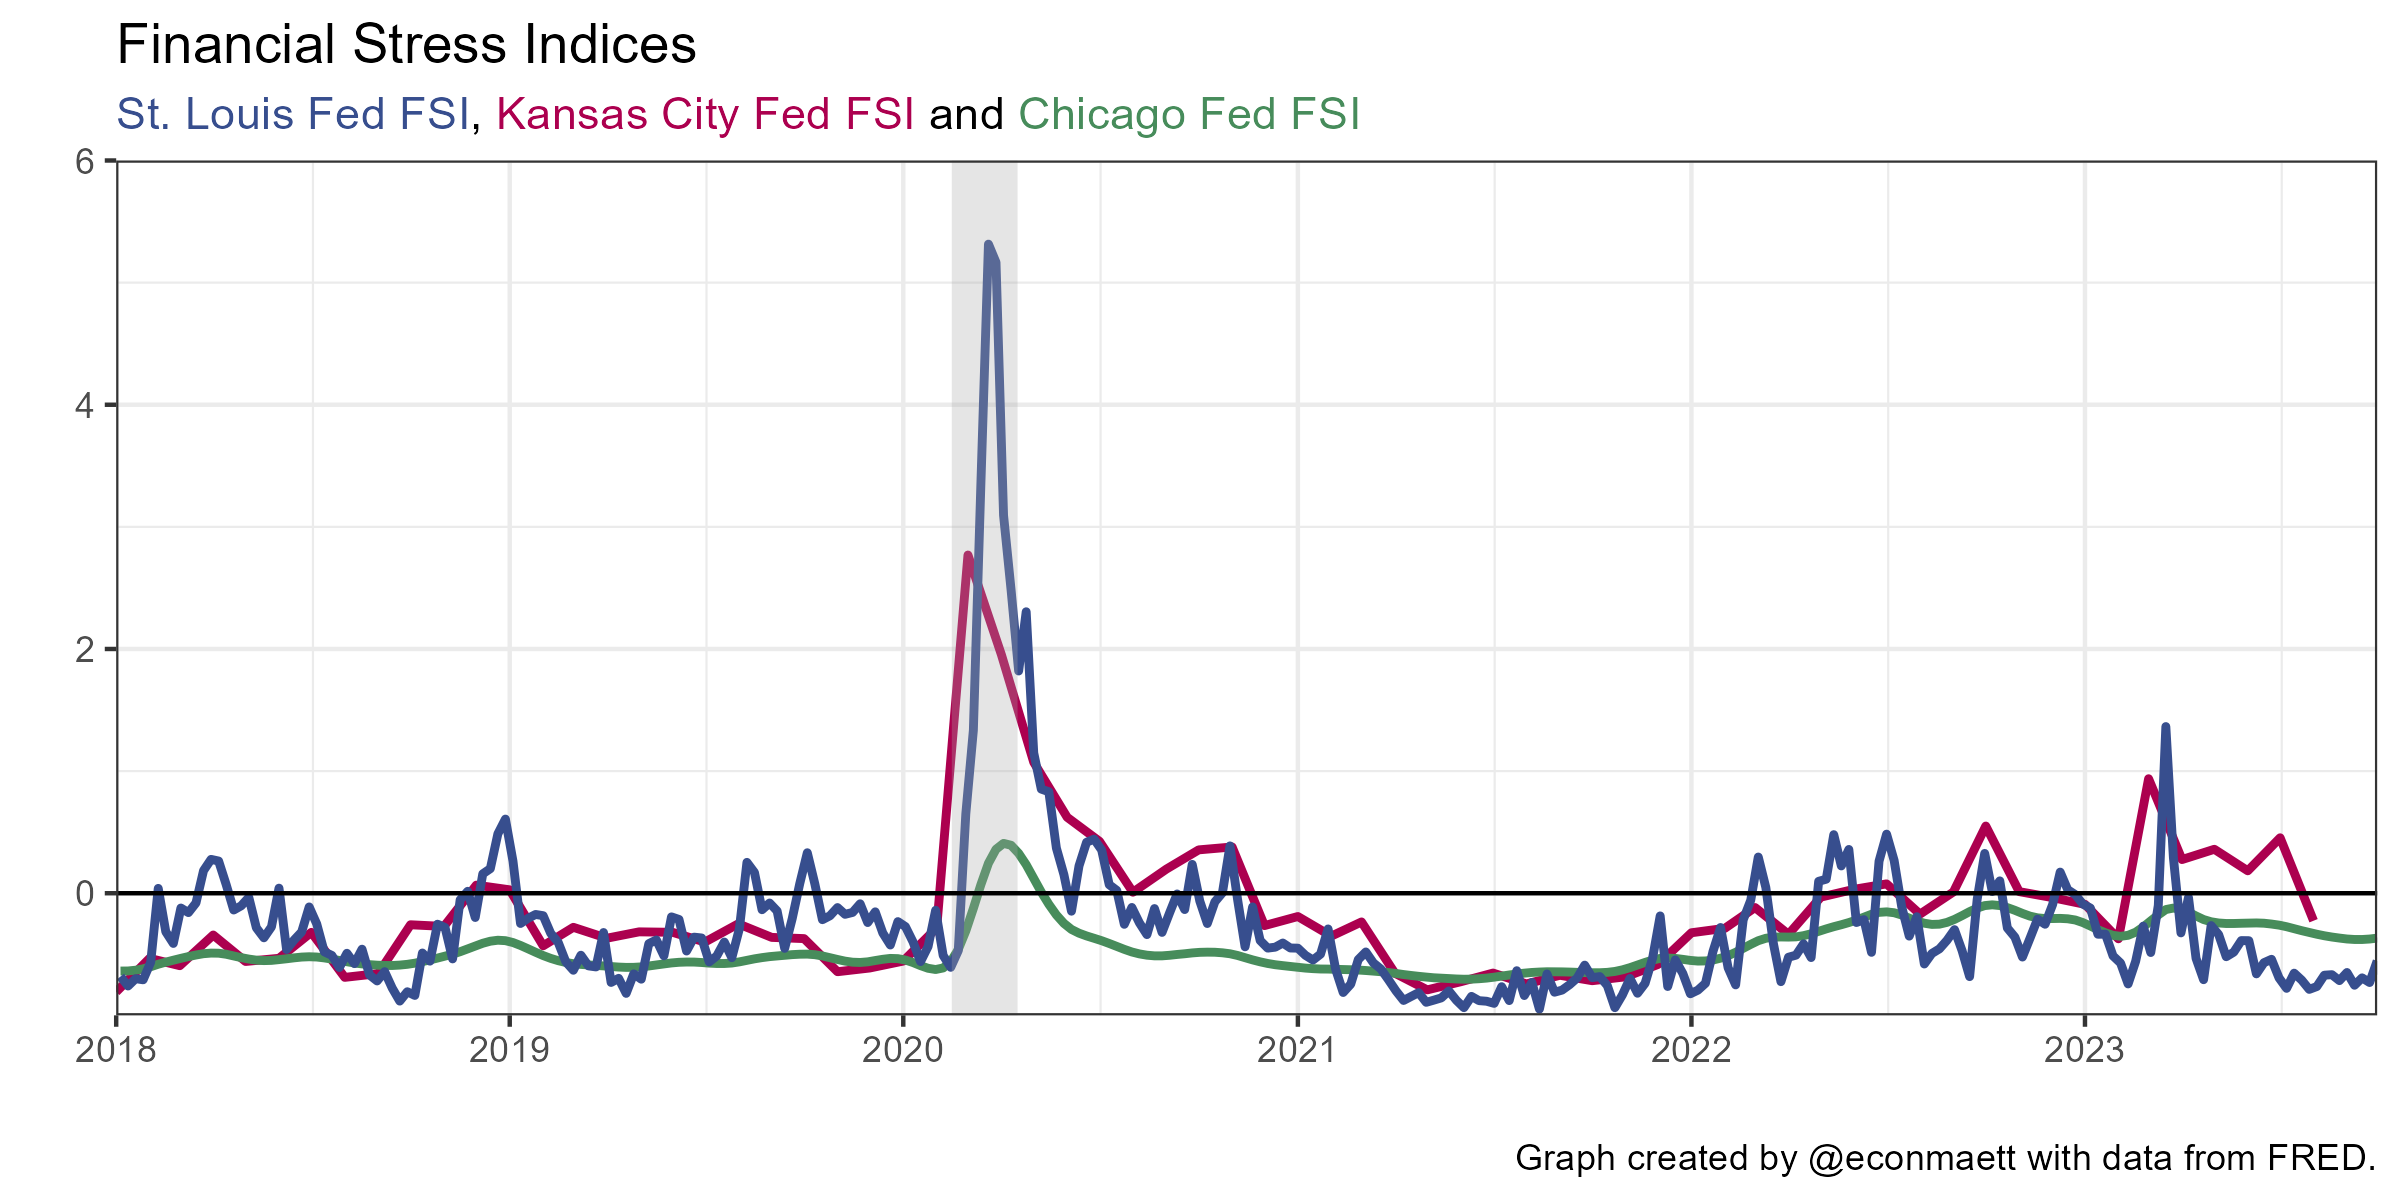 Financial Stress Indices
St. Louis Fed FSI, Kansas City Fed FSI and Chicago Fed FSI
6
4
2
0
2018 2019 2020 2021 2022 2023
Graph created by @econmaett with data from FRED.